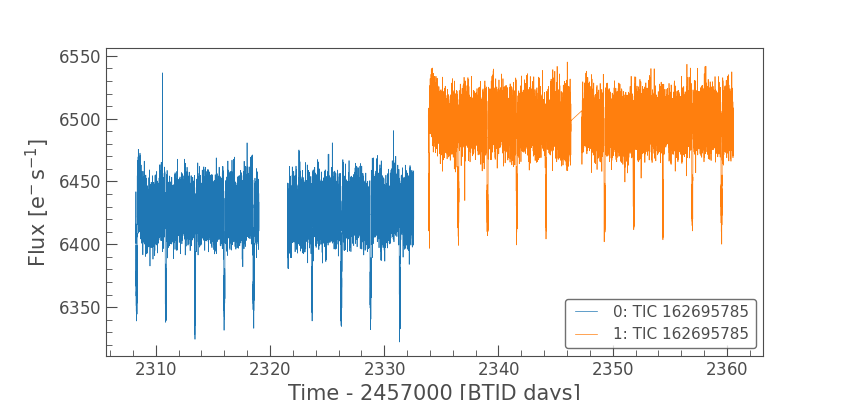 6550
6500
6450
6400
6350
Flux [e⁻ s⁻¹]
2310 2320 2330 2340 2350 2360
Time - 2457000 [BTJD days]
0: TIC 162695785
1: TIC 162695785